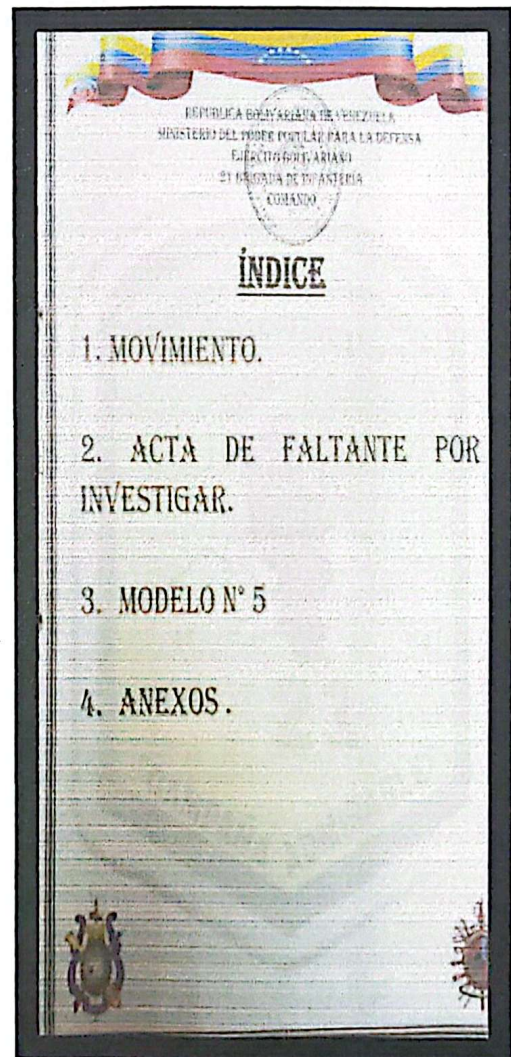 REPÚBLICA BOLIVARIANA DE VENEZUELA
MINISTERIO DEL PODER POPULAR PARA LA DEFENSA
EJERCITO BOLIVARIANO
21 BRIGADA DE INFANTERIA
COMANDO
ÍNDICE
1. MOVIMIENTO.
2. ACTA DE FALTANTE POR
INVESTIGAR.
3. MODELO N° 5
4. ANEXOS.